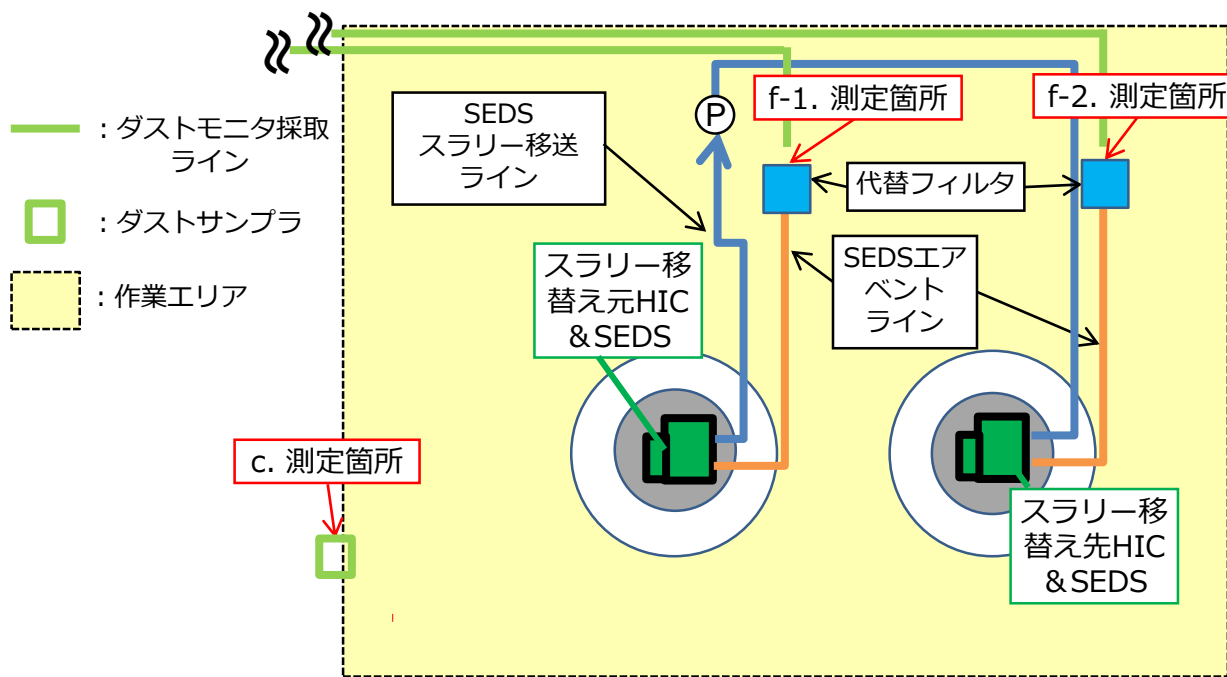 : ダストモニタ採取
ライン
: ダストサンプラ
: 作業エリア
SEDS
スラリー移送
ライン
P
f-1. 測定箇所
f-2. 測定箇所
代替フィルタ
スラリー移
替え元HIC
&SEDS
SEDSエア
ベント
ライン
c. 測定箇所
スラリー移
替え先HIC
&SEDS